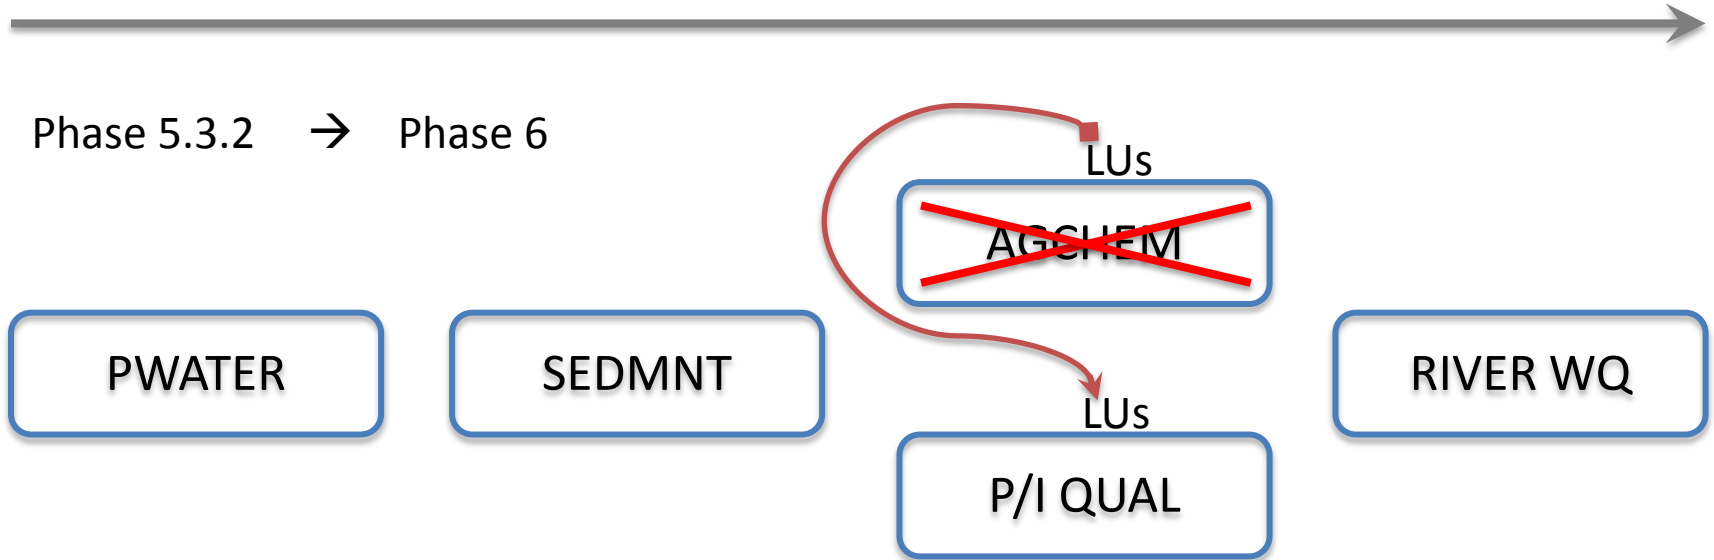 Phase 5.3.2 → Phase 6
LUs
AGCHEM
PWATER
SEDMNT
RIVER WQ
LUs
P/I QUAL